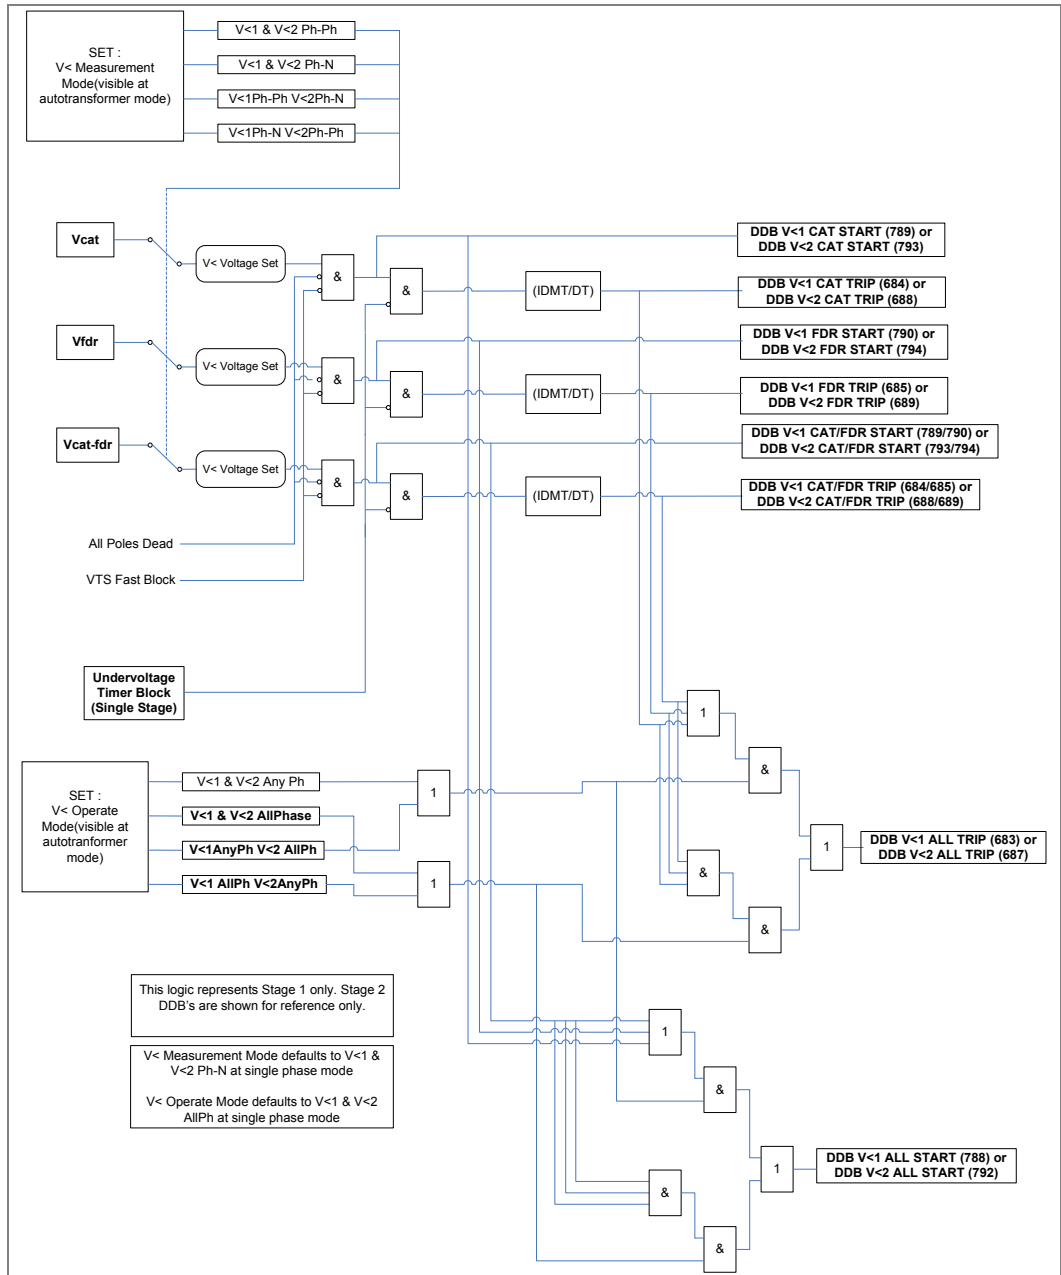 SET :
V< Measurement
Mode(visible at
autotransformer mode)
V<1 & V<2 Ph-Ph
V<1 & V<2 Ph-N
V<1Ph-Ph V<2Ph-N
V<1Ph-N V<2Ph-Ph
Vcat
V< Voltage Set
&
&
(IDMT/DT)
DDB V<1 CAT START (789) or
DDB V<2 CAT START (793)
DDB V<1 CAT TRIP (684) or
DDB V<2 CAT TRIP (688)
Vfdr
V< Voltage Set
&
&
(IDMT/DT)
DDB V<1 FDR START (790) or
DDB V<2 FDR START (794)
DDB V<1 FDR TRIP (685) or
DDB V<2 FDR TRIP (689)
Vcat-fdr
V< Voltage Set
&
&
(IDMT/DT)
DDB V<1 CAT/FDR START (789/790) or
DDB V<2 CAT/FDR START (793/794)
DDB V<1 CAT/FDR TRIP (684/685) or
DDB V<2 CAT/FDR TRIP (688/689)
All Poles Dead
VTS Fast Block
Undervoltage
Timer Block
(Single Stage)
1
&
SET :
V< Operate
Mode(visible at
autotranformer
mode)
V<1 & V<2 Any Ph
V<1 & V<2 AllPhase
V<1AnyPh V<2 AllPh
V<1 AllPh V<2AnyPh
1
1
&
&
1
DDB V<1 ALL TRIP (683) or
DDB V<2 ALL TRIP (687)
This logic represents Stage 1 only. Stage 2
DDB's are shown for reference only.
V< Measurement Mode defaults to V<1 &
V<2 Ph-N at single phase mode
V< Operate Mode defaults to V<1 & V<2
AllPh at single phase mode
1
&
&
&
1
DDB V<1 ALL START (788) or
DDB V<2 ALL START (792)